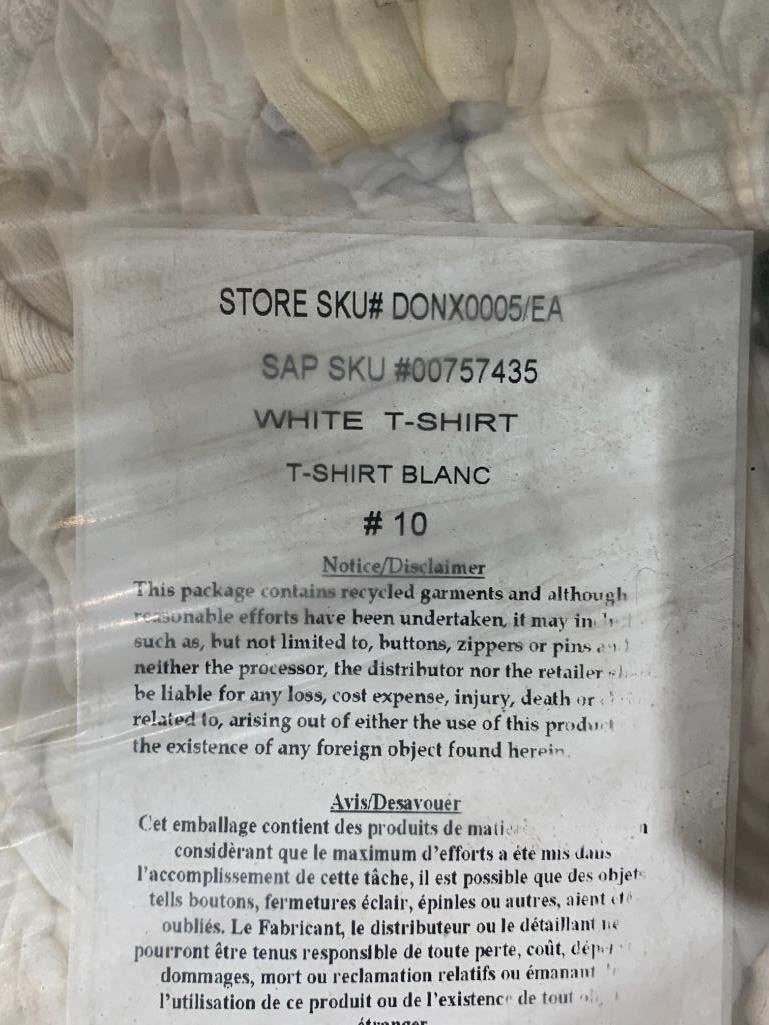 STORE SKU# DONX0005/EA
SAP SKU #00757435
WHITE T-SHIRT
T-SHIRT BLANC
# 10
Notice/Disclaimer
This package contains recycled garments and although
reasonable efforts have been undertaken, it may
such as, but not limited to, buttons, zippers or pins
neither the processor, the distributor nor the retailer
be liable for any loss, cost expense, injury, death or
related to, arising out of either the use of this product
the existence of any foreign object found herein.
Avis/Desavouer
Cet emballage contient des produits de
considèrant que le maximum d'efforts a été mis dans
l'accomplissement de cette tâche, il est possible que des objets
tells boutons, fermetures éclair, épinles ou autres, aient été
oubliés. Le Fabricant, le distributeur ou le détaillant ne
pourront être tenus responsible de toute perte, coût,
dommages, mort ou reclamation relatifs ou émanant
l'utilisation de ce produit ou de l'existence de tout
étranger